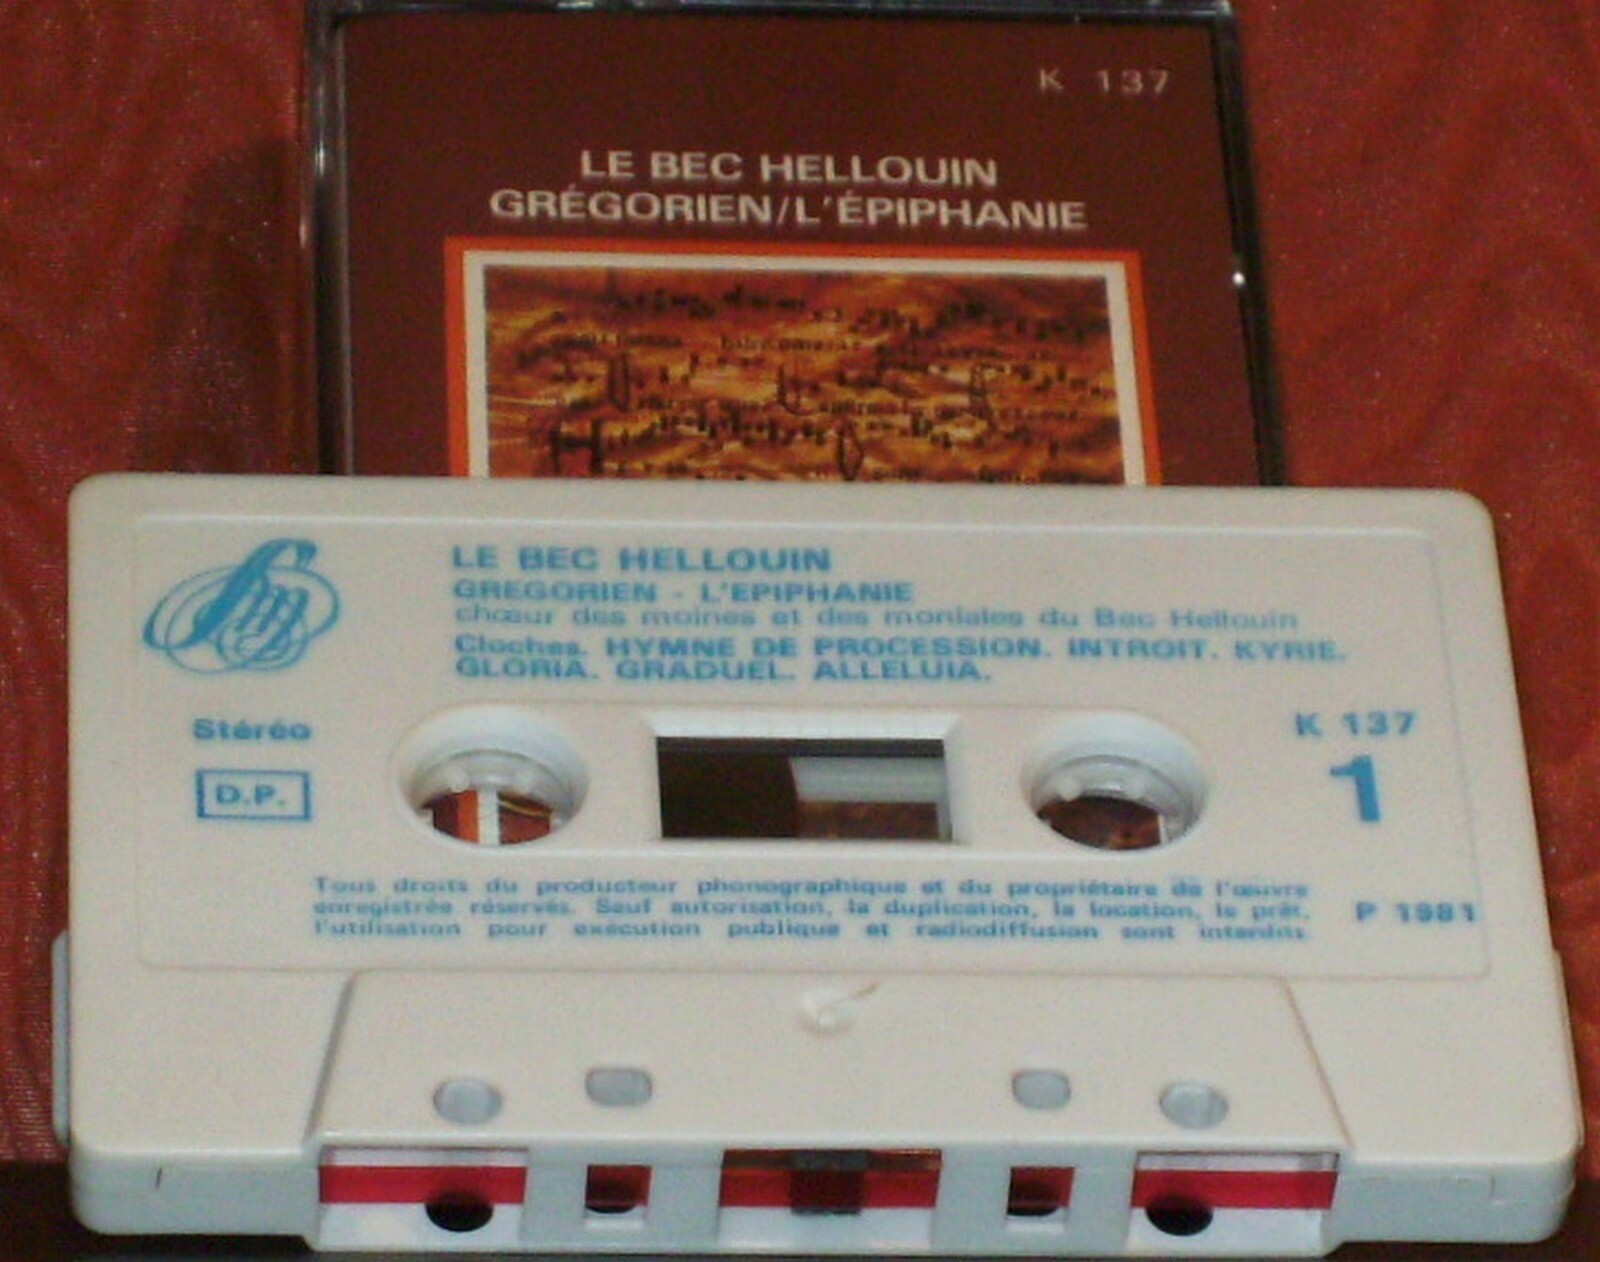 K 137
LE BEC HELLOUIN
GRÉGORIEN/L'ÉPIPHANIE
sm
LE BEC HELLOUIN
GREGORIEN - L'EPIPHANIE
chœur des moines et des moniales du Bec Hellouin
Cloches. HYMNE DE PROCESSION. INTROIT. KYRIE.
GLORIA. GRADUEL. ALLELUIA.
Stéréo
K 137
D.P.
1
Tous droits du producteur phonographique et du propriétaire de l'œuvre
enregistrée réservés. Sauf autorisation, la duplication, la location, le prêt,
l'utilisation pour exécution publique et radiodiffusion sont interdits
P 1981